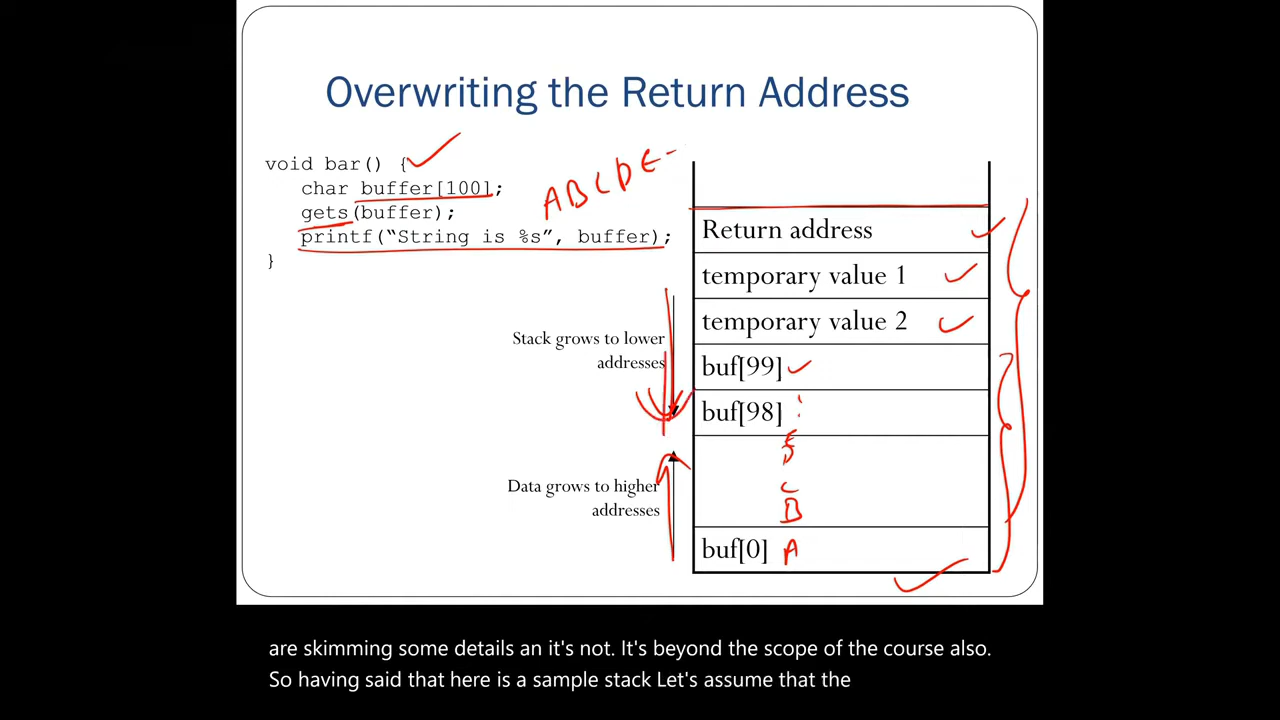 Overwriting the Return Address
void bar() {
char buffer[100];
gets(buffer);
printf(“String is %s”, buffer);
}
ABCDE-
Return address
temporary value 1
temporary value 2
buf[99]
buf[98]
E
D
C
B
buf[0] A
Stack grows to lower
addresses
Data grows to higher
addresses
are skimming some details an it's not. It's beyond the scope of the course also.
So having said that here is a sample stack Let's assume that the